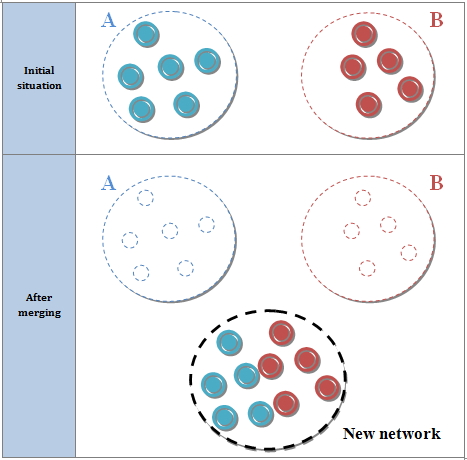 A
B
Initial
situation
A
B
After
merging
New network